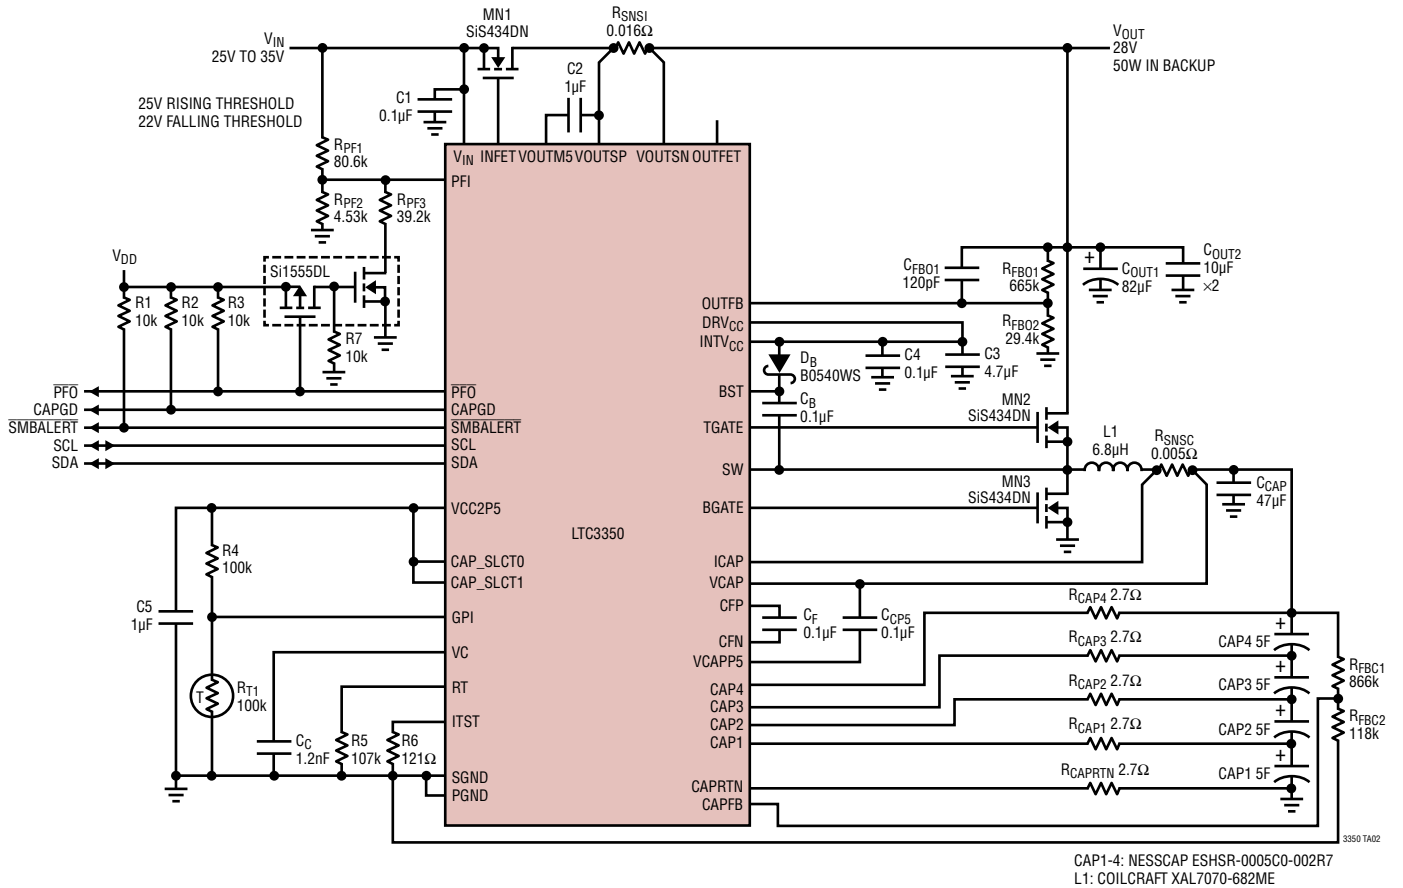 MN1
SiS434DN
RSNSI
0.016Ω
VIN
25V TO 35V
VOUT
28V
50W IN BACKUP
C1
0.1µF
C2
1µF
25V RISING THRESHOLD
22V FALLING THRESHOLD
RPF1
80.6k
RPF2
4.53k
RPF3
39.2k
VIN INFET VOUTM5 VOUTSP VOUTSN OUTFET
PFI
VDD
Si1555DL
R1
10k
R2
10k
R3
10k
R7
10k
PFO
CAPGD
SMBALERT
SCL
SDA
PFO
CAPGD
SMBALERT
SCL
SDA
VCC2P5
CAP_SLCT0
CAP_SLCT1
GPI
VC
RT
ITST
SGND
PGND
LTC3350
R4
100k
C5
1µF
T
RT1
100k
CC
1.2nF
R5
107k
R6
121Ω
OUTFB
DRVCC
INTVCC
BST
TGATE
SW
BGATE
ICAP
VCAP
CFP
CFN
VCAPP5
CAP4
CAP3
CAP2
CAP1
CAPRTN
CAPFB
CFBO1
120pF
RFBO1
665k
+
COUT1
82µF
COUT2
10µF
×2
RFBO2
29.4k
DB
B0540WS
C4
0.1µF
C3
4.7µF
CB
0.1µF
MN2
SiS434DN
L1
6.8µH
RSNSC
0.005Ω
MN3
SiS434DN
CCAP
47µF
CF
0.1µF
CCP5
0.1µF
RCAP4 2.7Ω
RCAP3 2.7Ω
RCAP2 2.7Ω
RCAP1 2.7Ω
RCAPRTN 2.7Ω
+
CAP4 5F
+
CAP3 5F
+
CAP2 5F
+
CAP1 5F
RFBC1
866k
RFBC2
118k
3350 TA02
CAP1-4: NESSCAP ESHSR-0005C0-002R7
L1: COILCRAFT XAL7070-682ME